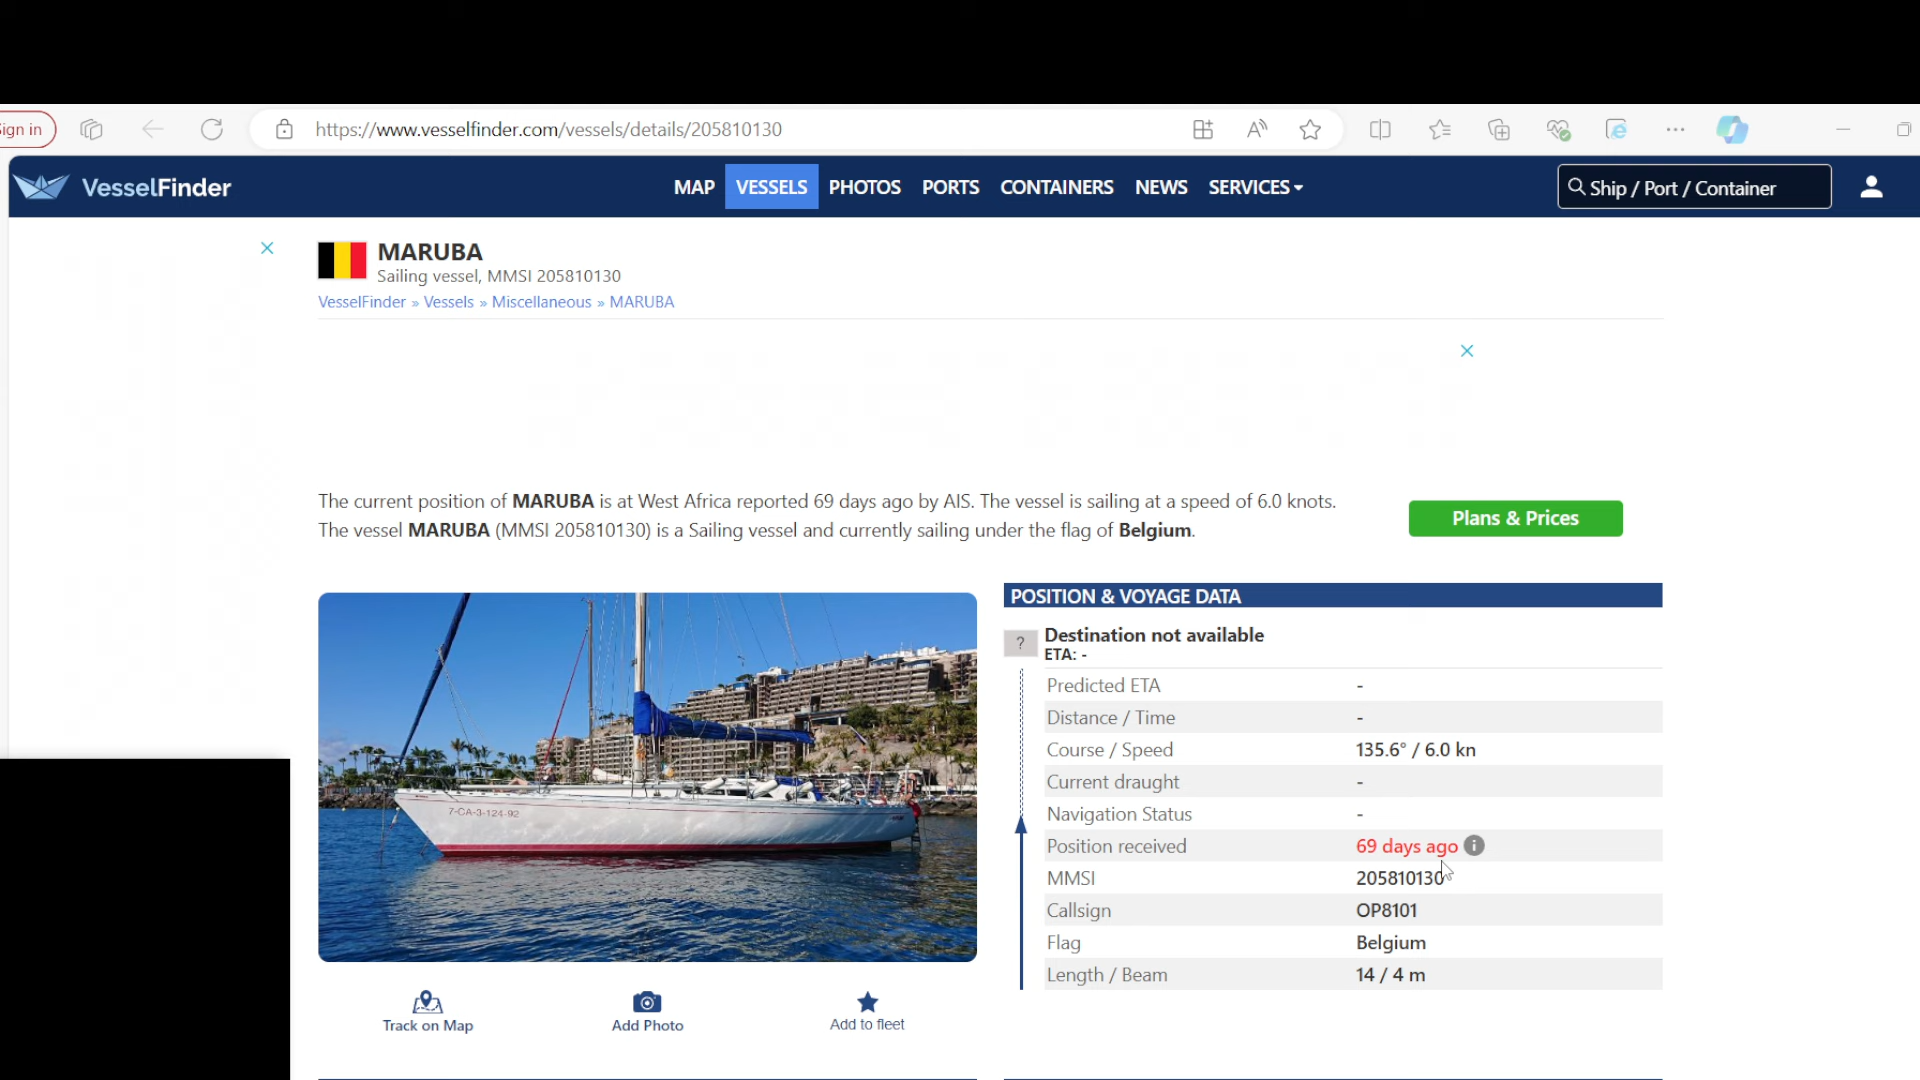 ign in
https://www.vesselfinder.com/vessels/details/205810130
VesselFinder
MAP VESSELS PHOTOS PORTS CONTAINERS NEWS SERVICES
Ship / Port / Container
MARUBA
Sailing vessel, MMSI 205810130
VesselFinder » Vessels » Miscellaneous » MARUBA
The current position of MARUBA is at West Africa reported 69 days ago by AIS. The vessel is sailing at a speed of 6.0 knots.
The vessel MARUBA (MMSI 205810130) is a Sailing vessel and currently sailing under the flag of Belgium.
Plans & Prices
7-CA-3-124-92
Track on Map
Add Photo
Add to fleet
POSITION & VOYAGE DATA
? Destination not available
ETA: -
Predicted ETA -
Distance / Time -
Course / Speed 135.6° / 6.0 kn
Current draught -
Navigation Status -
Position received 69 days ago i
MMSI 205810130
Callsign OP8101
Flag Belgium
Length / Beam 14 / 4 m